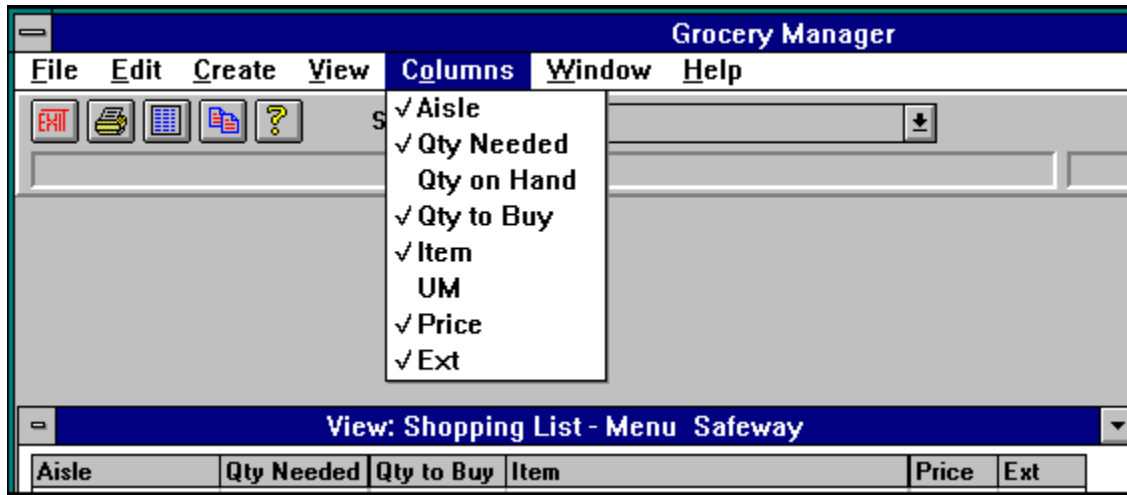 Grocery Manager
File Edit Create View Columns Window Help
EXIT ? S
Aisle
Qty Needed
Qty on Hand
Qty to Buy
Item
UM
Price
Ext
View: Shopping List - Menu Safeway
Aisle Qty Needed Qty to Buy Item Price Ext